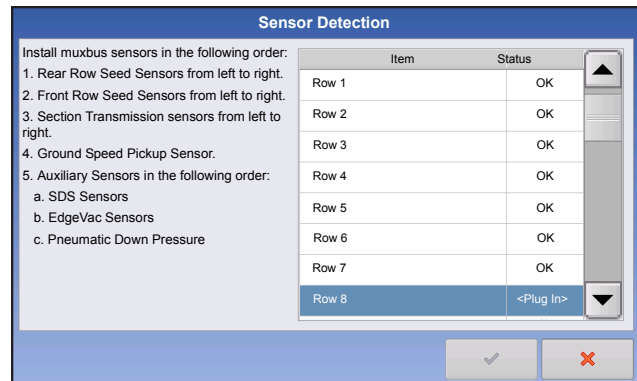 Sensor Detection
Install muxbus sensors in the following order:
1. Rear Row Seed Sensors from left to right.
2. Front Row Seed Sensors from left to right.
3. Section Transmission sensors from left to
right.
4. Ground Speed Pickup Sensor.
5. Auxiliary Sensors in the following order:
a. SDS Sensors
b. EdgeVac Sensors
c. Pneumatic Down Pressure
Item Status
Row 1 OK
Row 2 OK
Row 3 OK
Row 4 OK
Row 5 OK
Row 6 OK
Row 7 OK
Row 8 <Plug In>